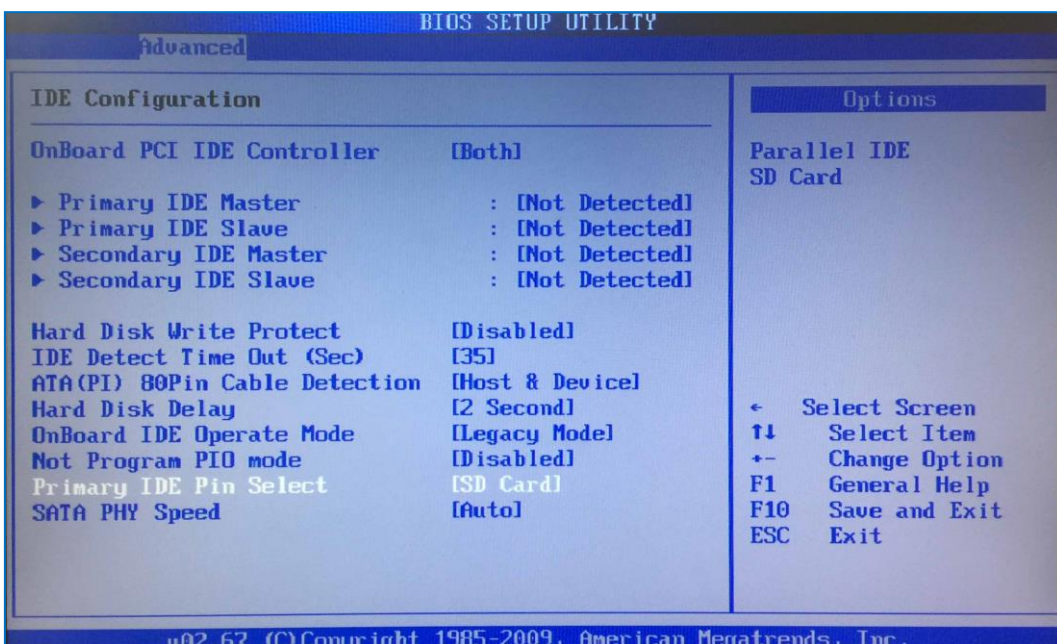 BIOS SETUP UTILITY
Advanced
IDE Configuration
OnBoard PCI IDE Controller [Both]
▶ Primary IDE Master : [Not Detected]
▶ Primary IDE Slave : [Not Detected]
▶ Secondary IDE Master : [Not Detected]
▶ Secondary IDE Slave : [Not Detected]
Hard Disk Write Protect [Disabled]
IDE Detect Time Out (Sec) [35]
ATA(PI) 80Pin Cable Detection [Host & Device]
Hard Disk Delay [2 Second]
OnBoard IDE Operate Mode [Legacy Mode]
Not Program PIO mode [Disabled]
Primary IDE Pin Select [SD Card]
SATA PHY Speed [Auto]
Options
Parallel IDE
SD Card
← Select Screen
↑↓ Select Item
+- Change Option
F1 General Help
F10 Save and Exit
ESC Exit
v02.67 (C)Copyright 1985-2009, American Megatrends, Inc.